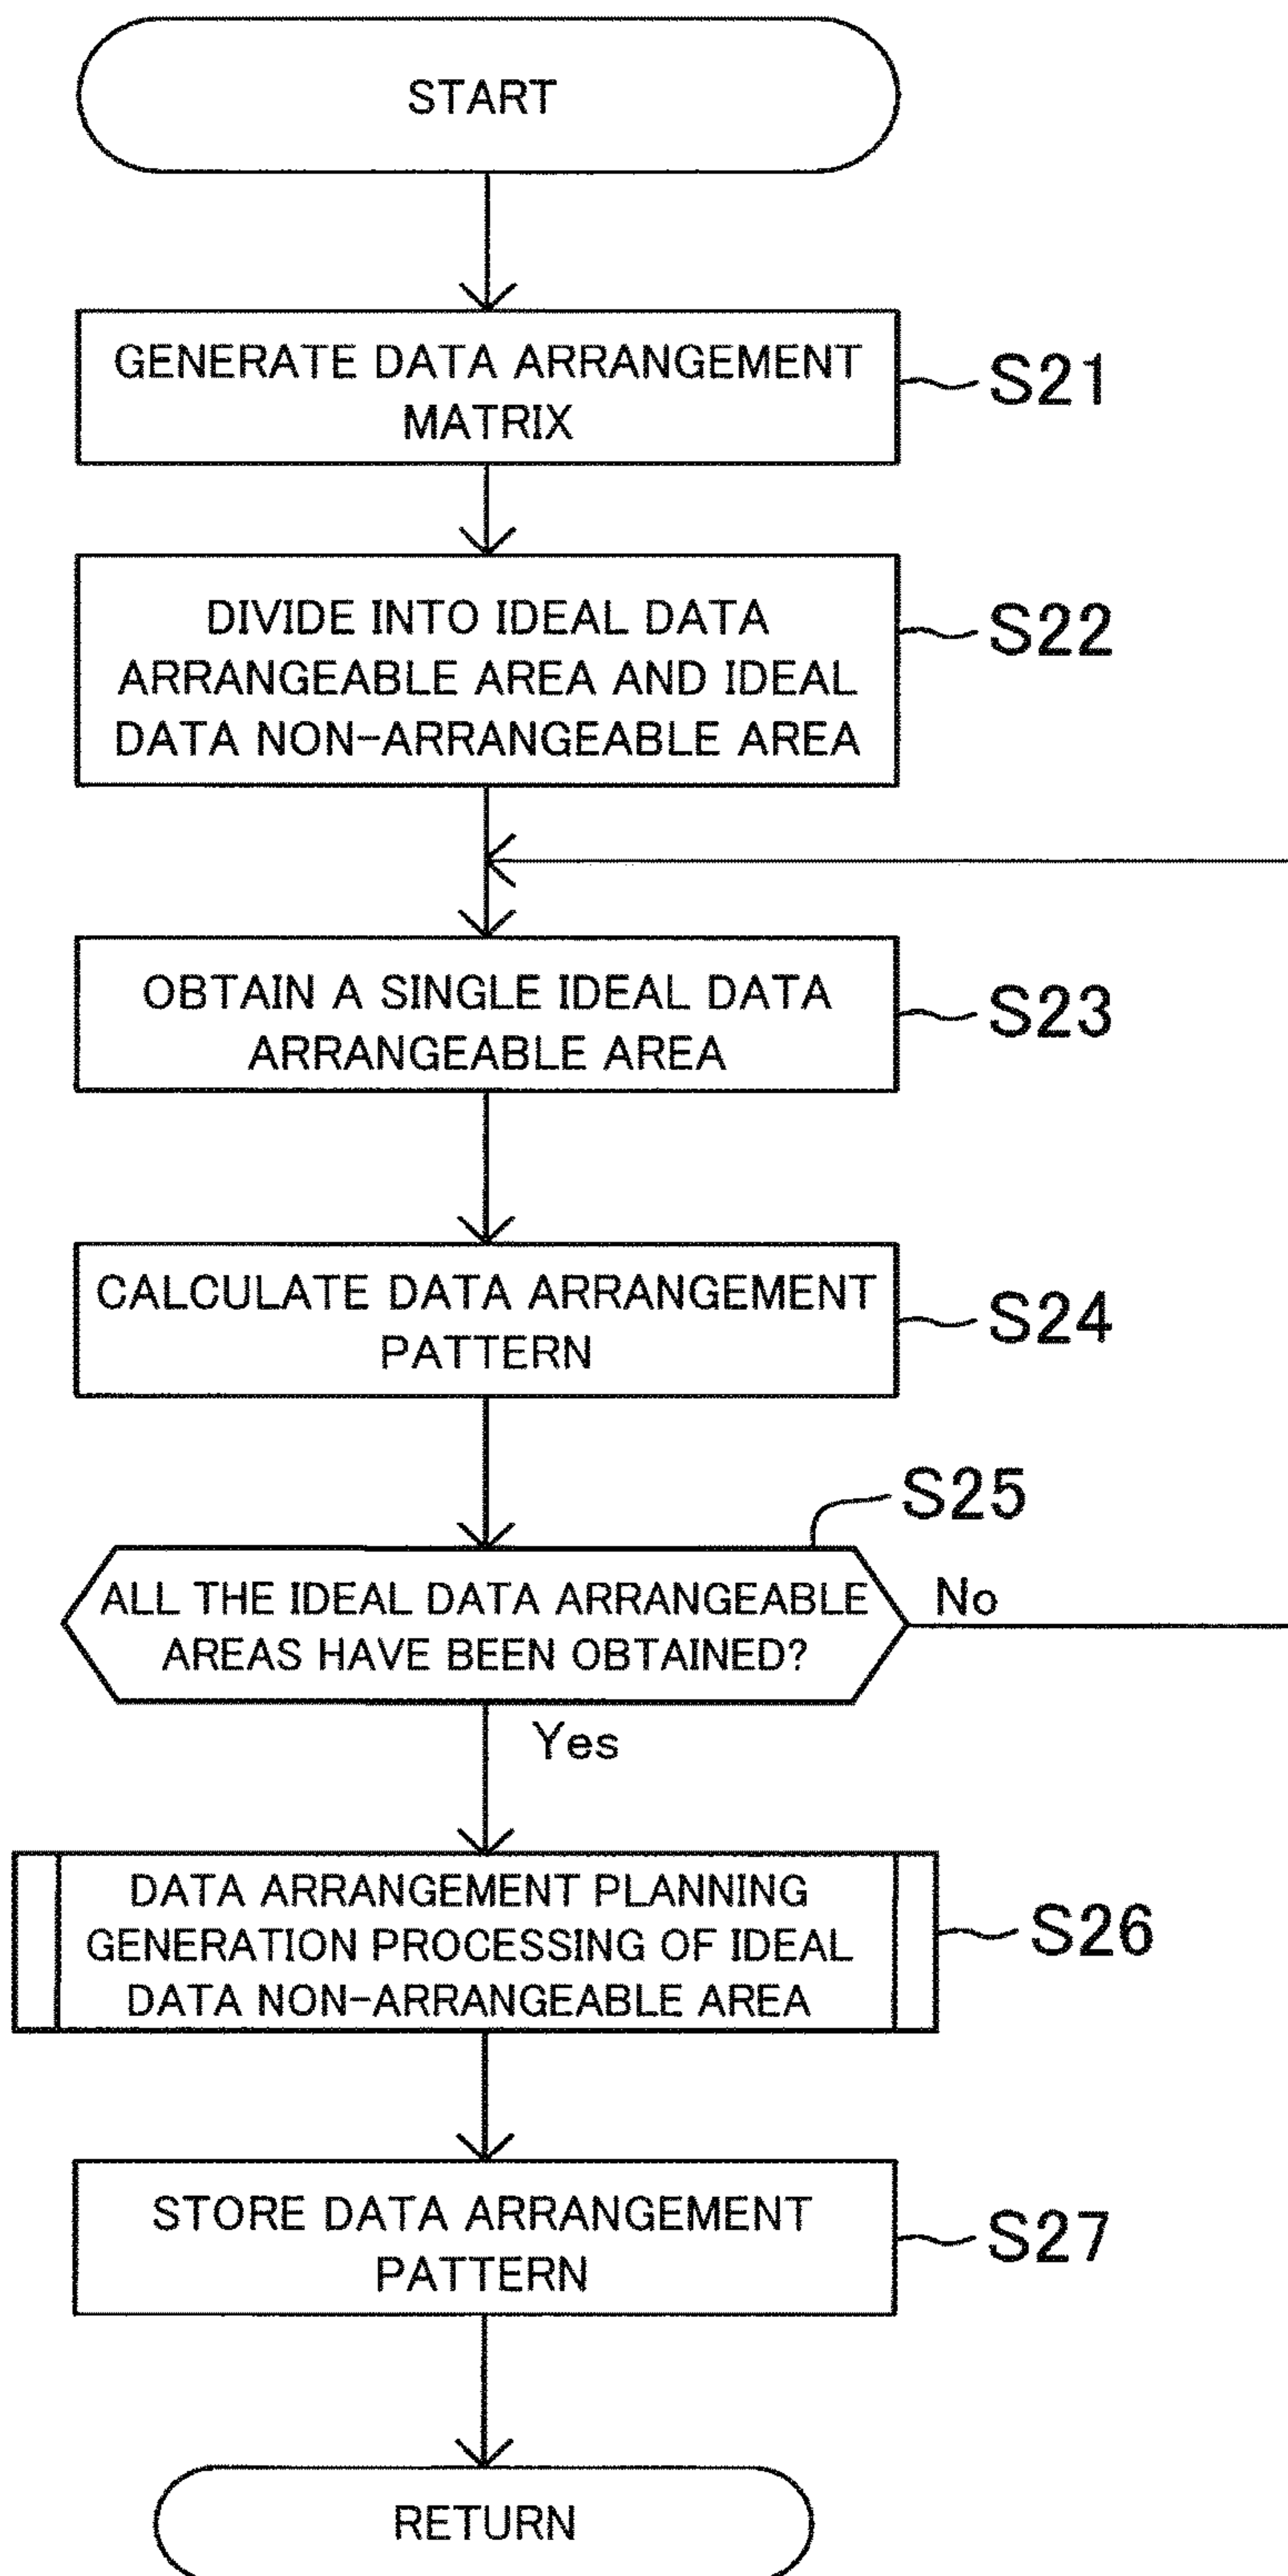 START
GENERATE DATA ARRANGEMENT
MATRIX
S21
DIVIDE INTO IDEAL DATA
ARRANGEABLE AREA AND IDEAL
DATA NON-ARRANGEABLE AREA
S22
OBTAIN A SINGLE IDEAL DATA
ARRANGEABLE AREA
S23
CALCULATE DATA ARRANGEMENT
PATTERN
S24
S25
ALL THE IDEAL DATA ARRANGEABLE
AREAS HAVE BEEN OBTAINED?
No
Yes
DATA ARRANGEMENT PLANNING
GENERATION PROCESSING OF IDEAL
DATA NON-ARRANGEABLE AREA
S26
STORE DATA ARRANGEMENT
PATTERN
S27
RETURN